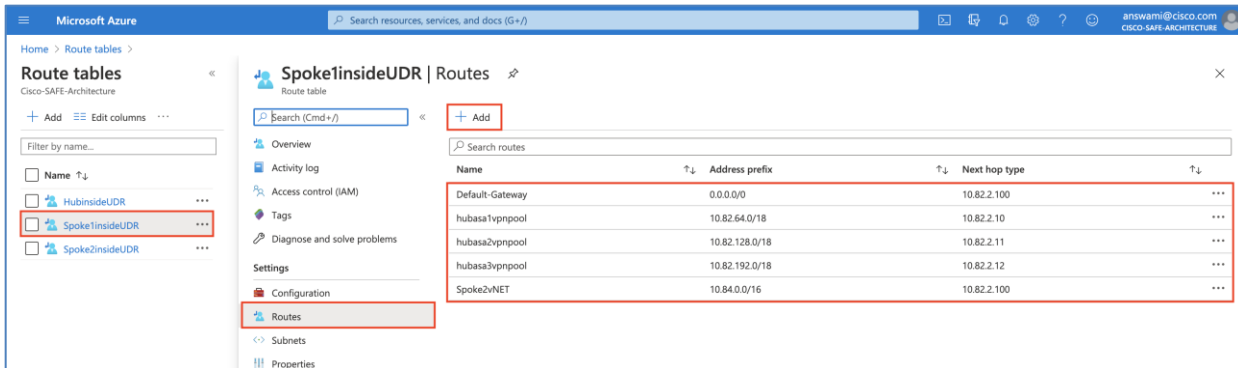 Microsoft Azure
Search resources, services, and docs (G+/)
answami@cisco.com
CISCO-SAFE-ARCHITECTURE
Home > Route tables >
Route tables
Cisco-SAFE-Architecture
+ Add Edit columns ...
Filter by name...
Name ↑↓
HubinsideUDR ...
Spoke1insideUDR ...
Spoke2insideUDR ...
Spoke1insideUDR | Routes
Route table
Search (Cmd+/)
Overview
Activity log
Access control (IAM)
Tags
Diagnose and solve problems
Settings
Configuration
Routes
Subnets
Properties
+ Add
Search routes
Name ↑↓ Address prefix ↑↓ Next hop type ↑↓
Default-Gateway 0.0.0.0/0 10.82.2.100 ...
hubasa1vpnpool 10.82.64.0/18 10.82.2.10 ...
hubasa2vpnpool 10.82.128.0/18 10.82.2.11 ...
hubasa3vpnpool 10.82.192.0/18 10.82.2.12 ...
Spoke2vNET 10.84.0.0/16 10.82.2.100 ...